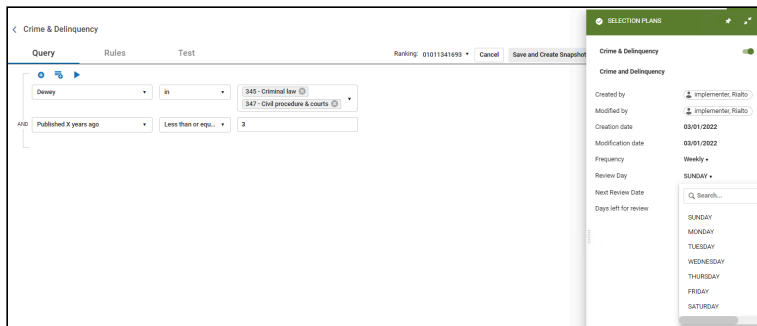 Crime & Delinquency
Query Rules Test
Ranking: 01011341693 Cancel Save and Create Snapshot
Dewey in 345 - Criminal law
347 - Civil procedure & courts
AND Published X years ago Less than or equ... 3
SELECTION PLANS
Crime & Delinquency
Crime and Delinquency
Created by implementer, Rialto
Modified by implementer, Rialto
Creation date 03/01/2022
Modification date 03/01/2022
Frequency Weekly
Review Day SUNDAY
Next Review Date
Search...
Days left for review
SUNDAY
MONDAY
TUESDAY
WEDNESDAY
THURSDAY
FRIDAY
SATURDAY